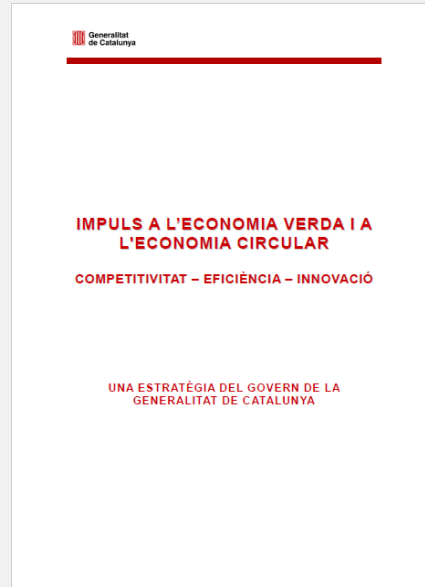 Generalitat
de Catalunya
IMPULS A L'ECONOMIA VERDA I A
L'ECONOMIA CIRCULAR
COMPETITIVITAT – EFICIÈNCIA – INNOVACIÓ
UNA ESTRATÈGIA DEL GOVERN DE LA
GENERALITAT DE CATALUNYA